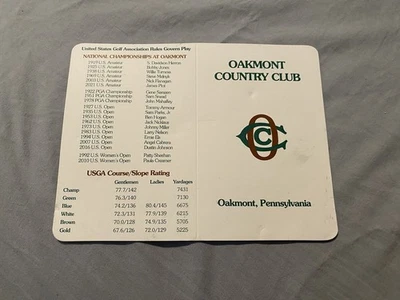 United States Golf Association Rules Govern Play
NATIONAL CHAMPIONSHIPS AT OAKMONT
1919 U.S. Amateur S. Davidson Herron
1925 U.S. Amateur Bobby Jones
1938 U.S. Amateur Willie Turnesa
1969 U.S. Amateur Steve Melnyk
2003 U.S. Amateur Nick Flanagan
2021 U.S. Amateur James Piot
1922 PGA Championship Gene Sarazen
1951 PGA Championship Sam Snead
1978 PGA Championship John Mahaffey
1927 U.S. Open Tommy Armour
1935 U.S. Open Sam Parks, Jr
1953 U.S. Open Ben Hogan
1962 U.S. Open Jack Nicklaus
1973 U.S. Open Johnny Miller
1983 U.S. Open Larry Nelson
1994 U.S. Open Ernie Els
2007 U.S. Open Angel Cabrera
2016 U.S. Open Dustin Johnson
1992 U.S. Women's Open Patty Sheehan
2010 U.S. Women's Open Paula Creamer
USGA Course/Slope Rating
Gentlemen Ladies Yardages
Champ 77.7/142 7431
Green 76.3/140 7130
Blue 74.2/136 80.4/145 6675
White 72.3/131 77.9/139 6215
Brown 70.0/128 74.9/135 5705
Gold 67.6/126 72.0/129 5225
OAKMONT
COUNTRY CLUB
OCC
Oakmont, Pennsylvania